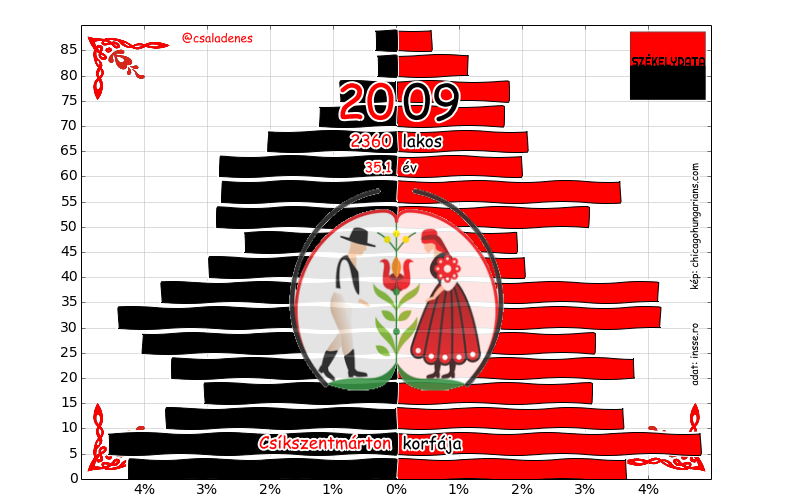 @csaladenes
SZÉKELYDATA
2009
2360 lakos
35.1 év
Csíkszentmárton korfája
kép: chicagohungarians.com
adat: insse.ro
85
80
75
70
65
60
55
50
45
40
35
30
25
20
15
10
5
0
4% 3% 2% 1% 0% 1% 2% 3% 4%